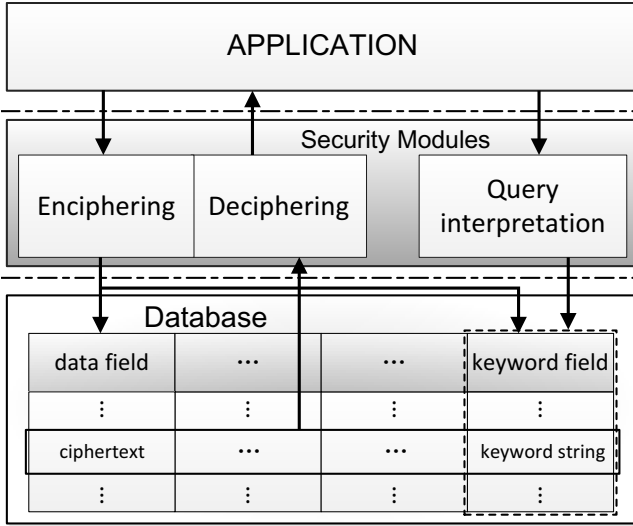 APPLICATION
Security Modules
Enciphering Deciphering Query
interpretation
Database
data field ... ... keyword field
⋮ ⋮ ⋮ ⋮
ciphertext ... ... keyword string
⋮ ⋮ ⋮ ⋮